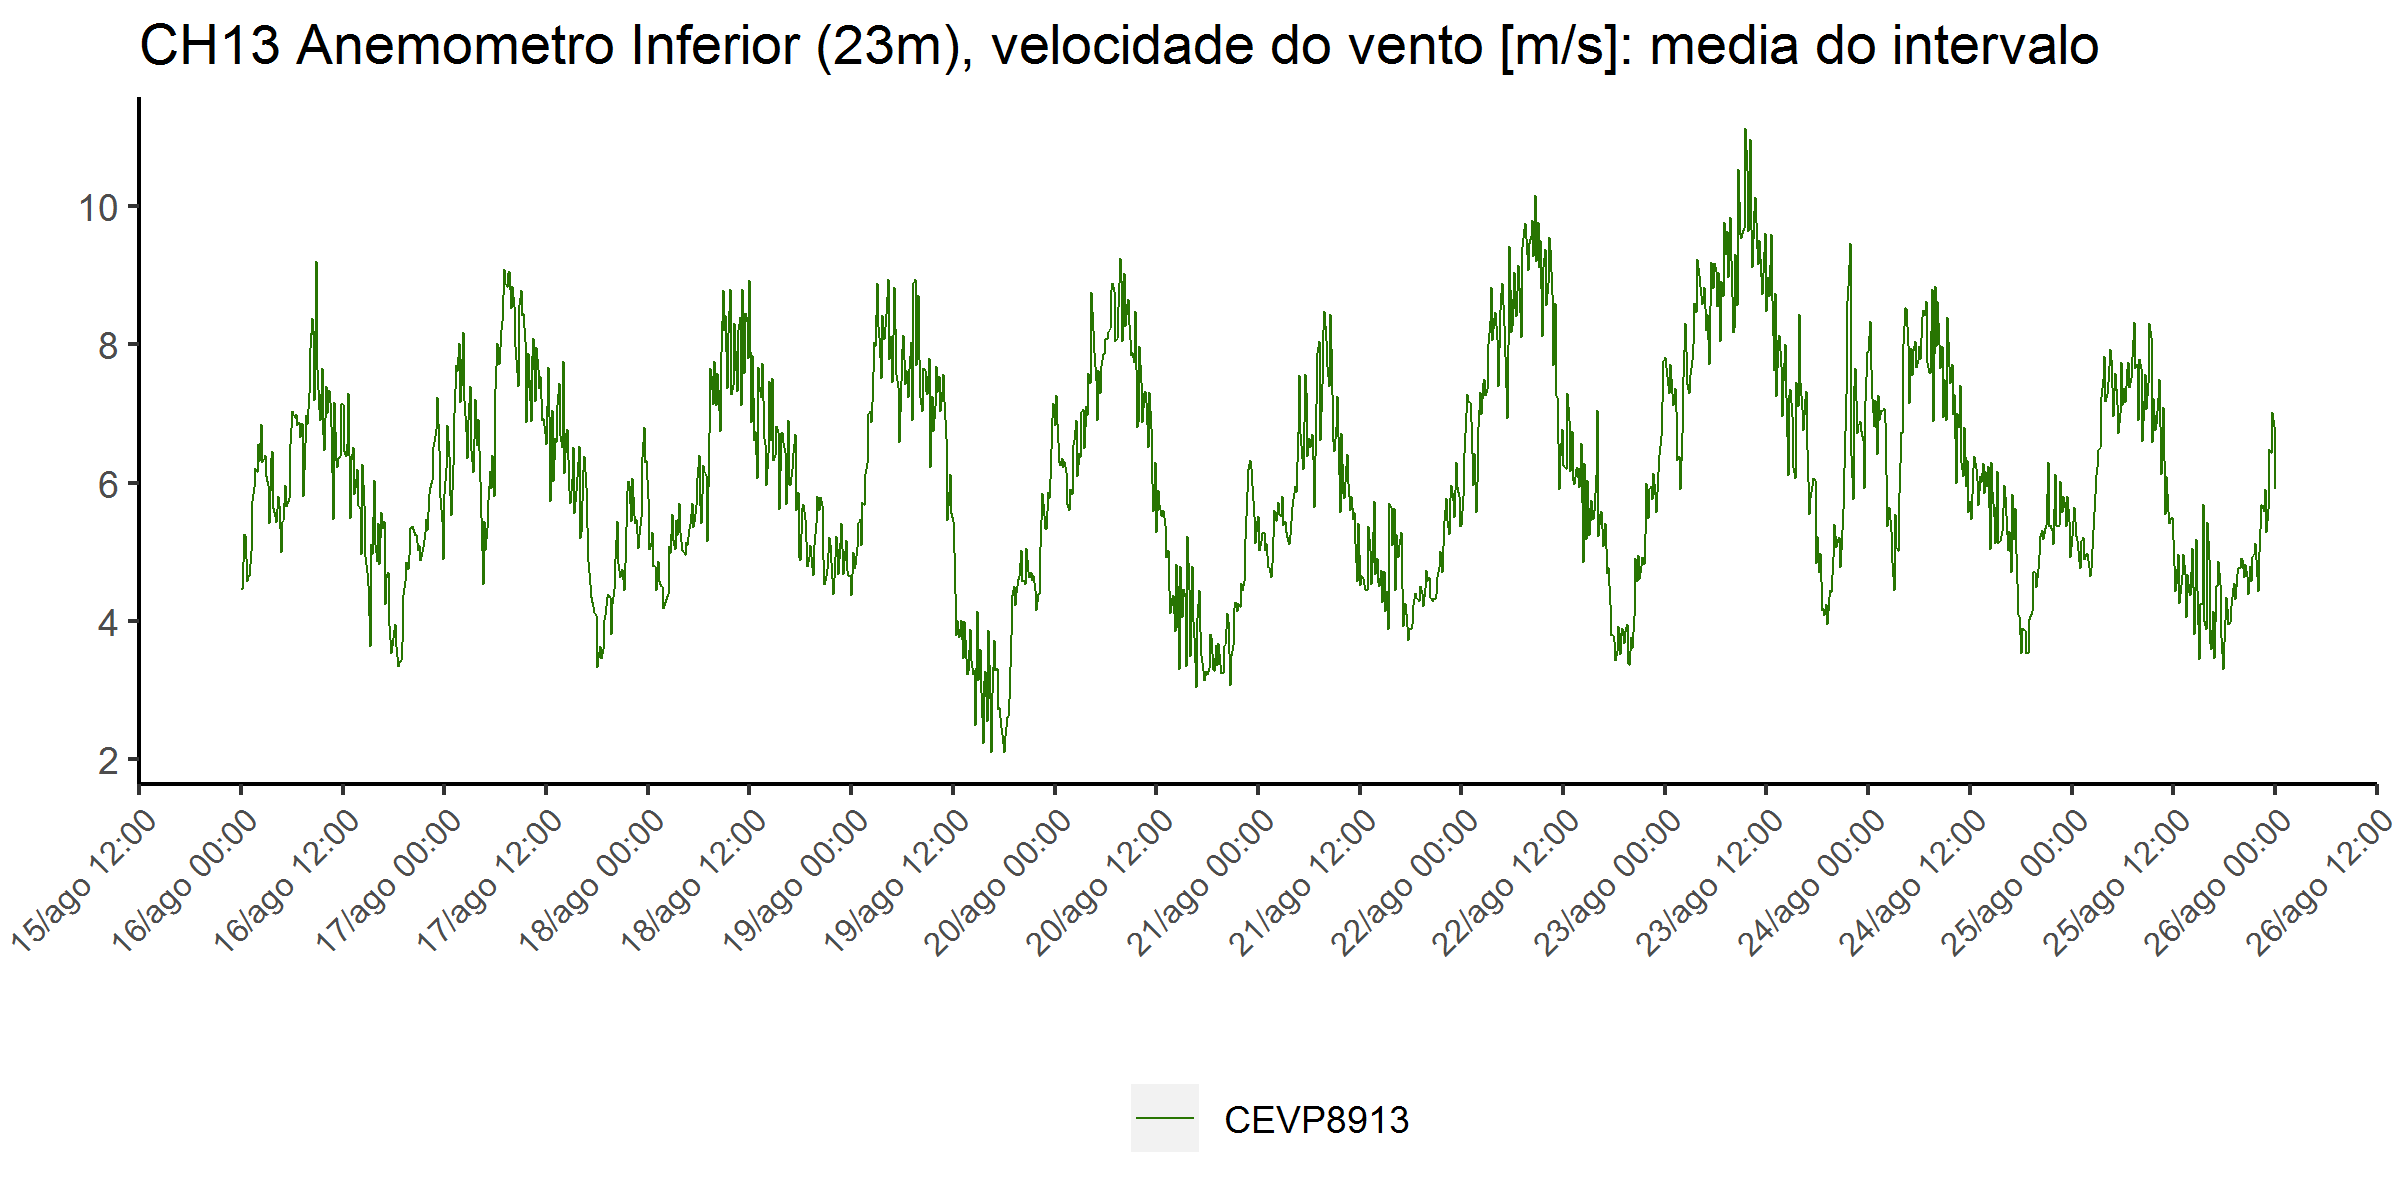 CH13 Anemometro Inferior (23m), velocidade do vento [m/s]: media do intervalo
10
8
6
4
2
15/ago 12:00
16/ago 00:00
16/ago 12:00
17/ago 00:00
17/ago 12:00
18/ago 00:00
18/ago 12:00
19/ago 00:00
19/ago 12:00
20/ago 00:00
20/ago 12:00
21/ago 00:00
21/ago 12:00
22/ago 00:00
22/ago 12:00
23/ago 00:00
23/ago 12:00
24/ago 00:00
24/ago 12:00
25/ago 00:00
25/ago 12:00
26/ago 00:00
26/ago 12:00
CEVP8913